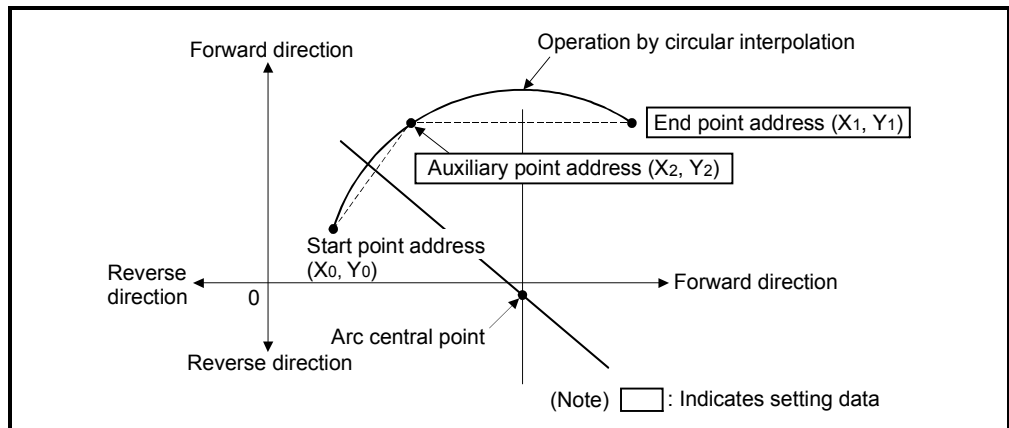 Operation by circular interpolation
Forward direction
End point address (X1, Y1)
Auxiliary point address (X2, Y2)
Start point address
(X0, Y0)
Reverse
direction
0
Forward direction
Arc central point
Reverse direction
(Note) : Indicates setting data